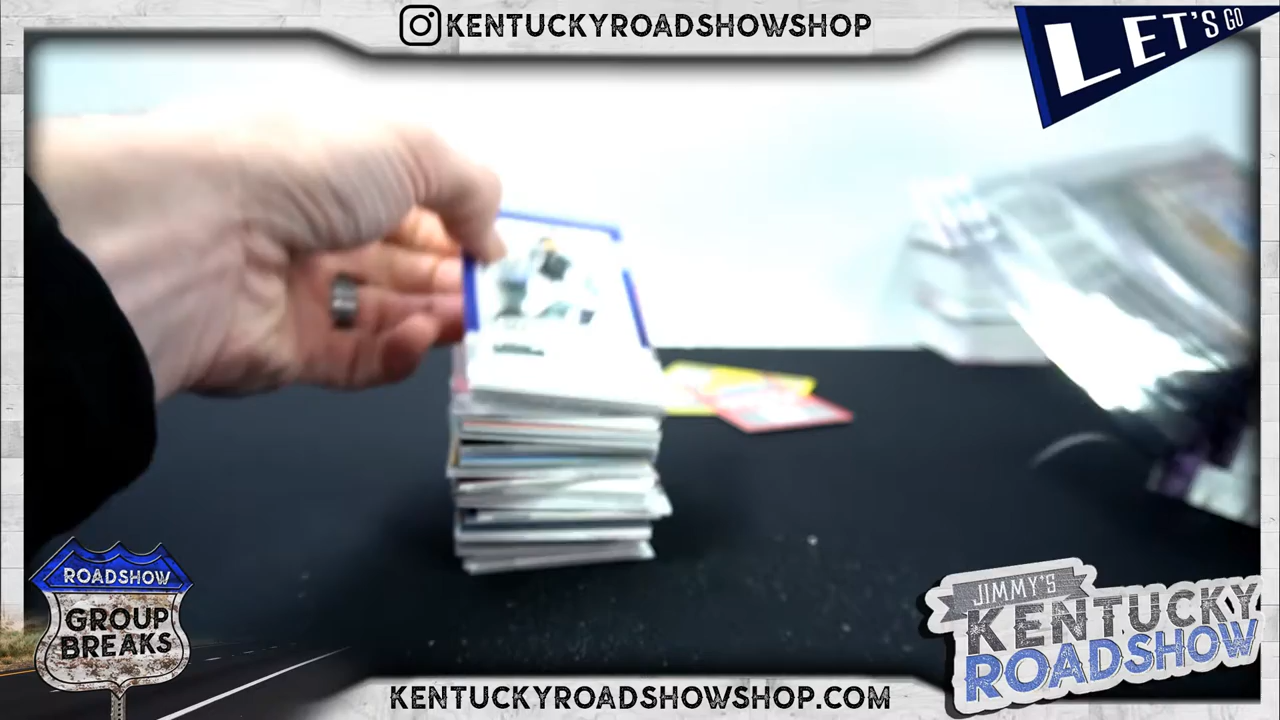 KENTUCKYROADSHOWSHOP
LET'S GO
ROADSHOW
GROUP
BREAKS
JIMMY'S
KENTUCKY
ROADSHOW
KENTUCKYROADSHOWSHOP.COM